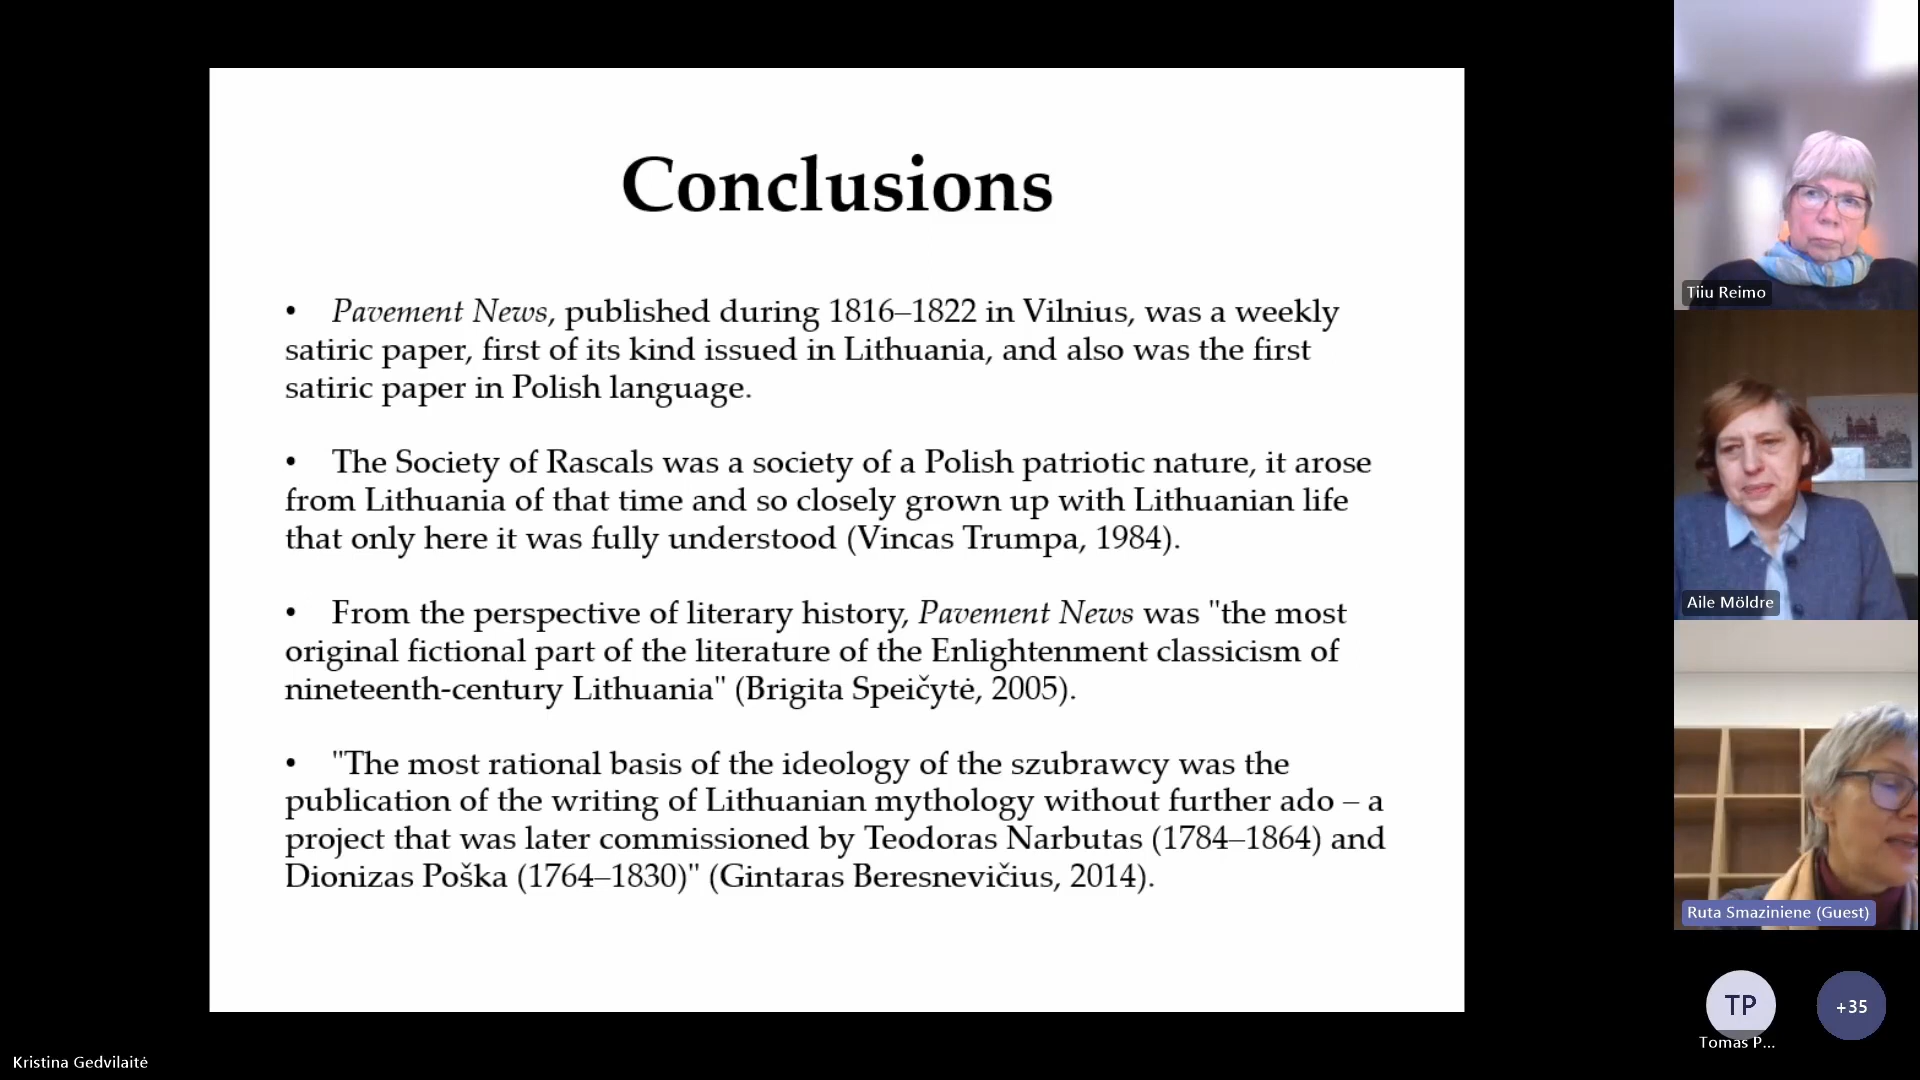 Conclusions
• Pavement News, published during 1816–1822 in Vilnius, was a weekly
satiric paper, first of its kind issued in Lithuania, and also was the first
satiric paper in Polish language.
• The Society of Rascals was a society of a Polish patriotic nature, it arose
from Lithuania of that time and so closely grown up with Lithuanian life
that only here it was fully understood (Vincas Trumpa, 1984).
• From the perspective of literary history, Pavement News was "the most
original fictional part of the literature of the Enlightenment classicism of
nineteenth-century Lithuania" (Brigita Speičytė, 2005).
• "The most rational basis of the ideology of the szubrawcy was the
publication of the writing of Lithuanian mythology without further ado – a
project that was later commissioned by Teodoras Narbutas (1784–1864) and
Dionizas Poška (1764–1830)" (Gintaras Beresnevičius, 2014).
Tiiu Reimo
Aile Möldre
Ruta Smaziniene (Guest)
TP
+35
Tomas P...
Kristina Gedvilaitė